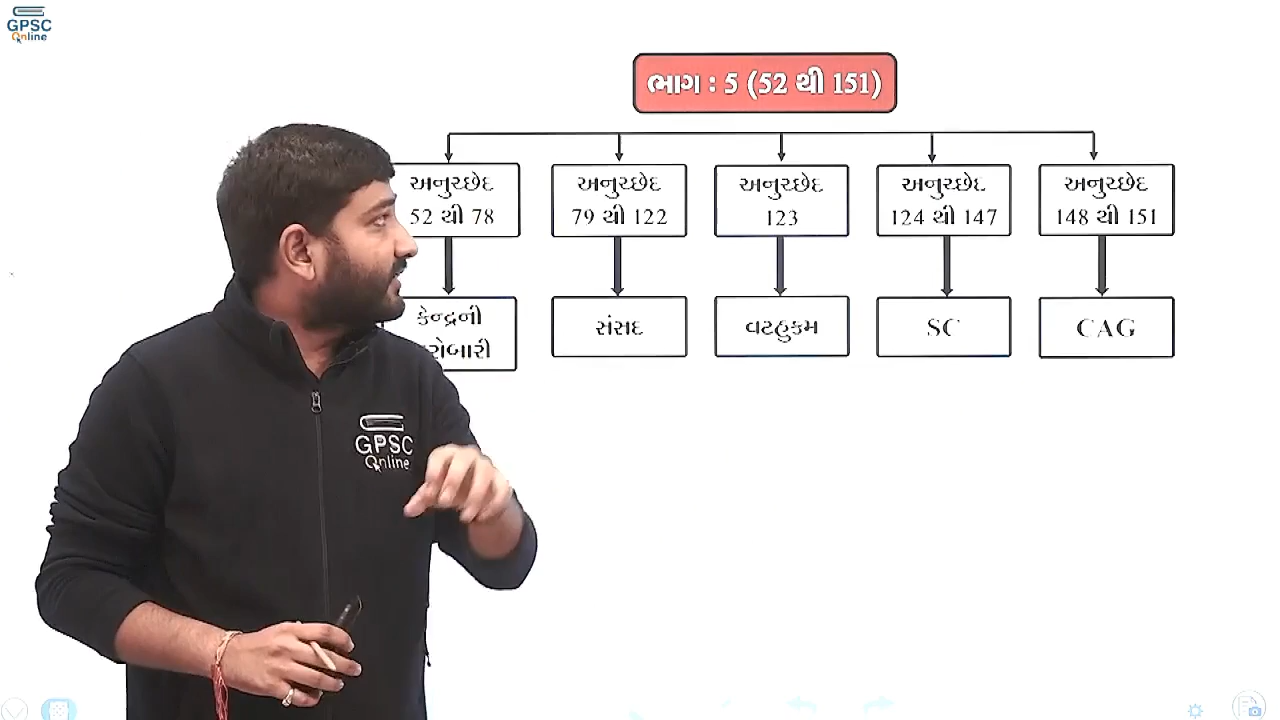 GPSC
Online
ભાગ : 5 (52 થી 151)
અનુચ્છેદ
52 થી 78
અનુચ્છેદ
79 થી 122
અનુચ્છેદ
123
અનુચ્છેદ
124 થી 147
અનુચ્છેદ
148 થી 151
કેન્દ્રની
સંસદ
વટહુકમ
SC
CAG
GPSC
Online